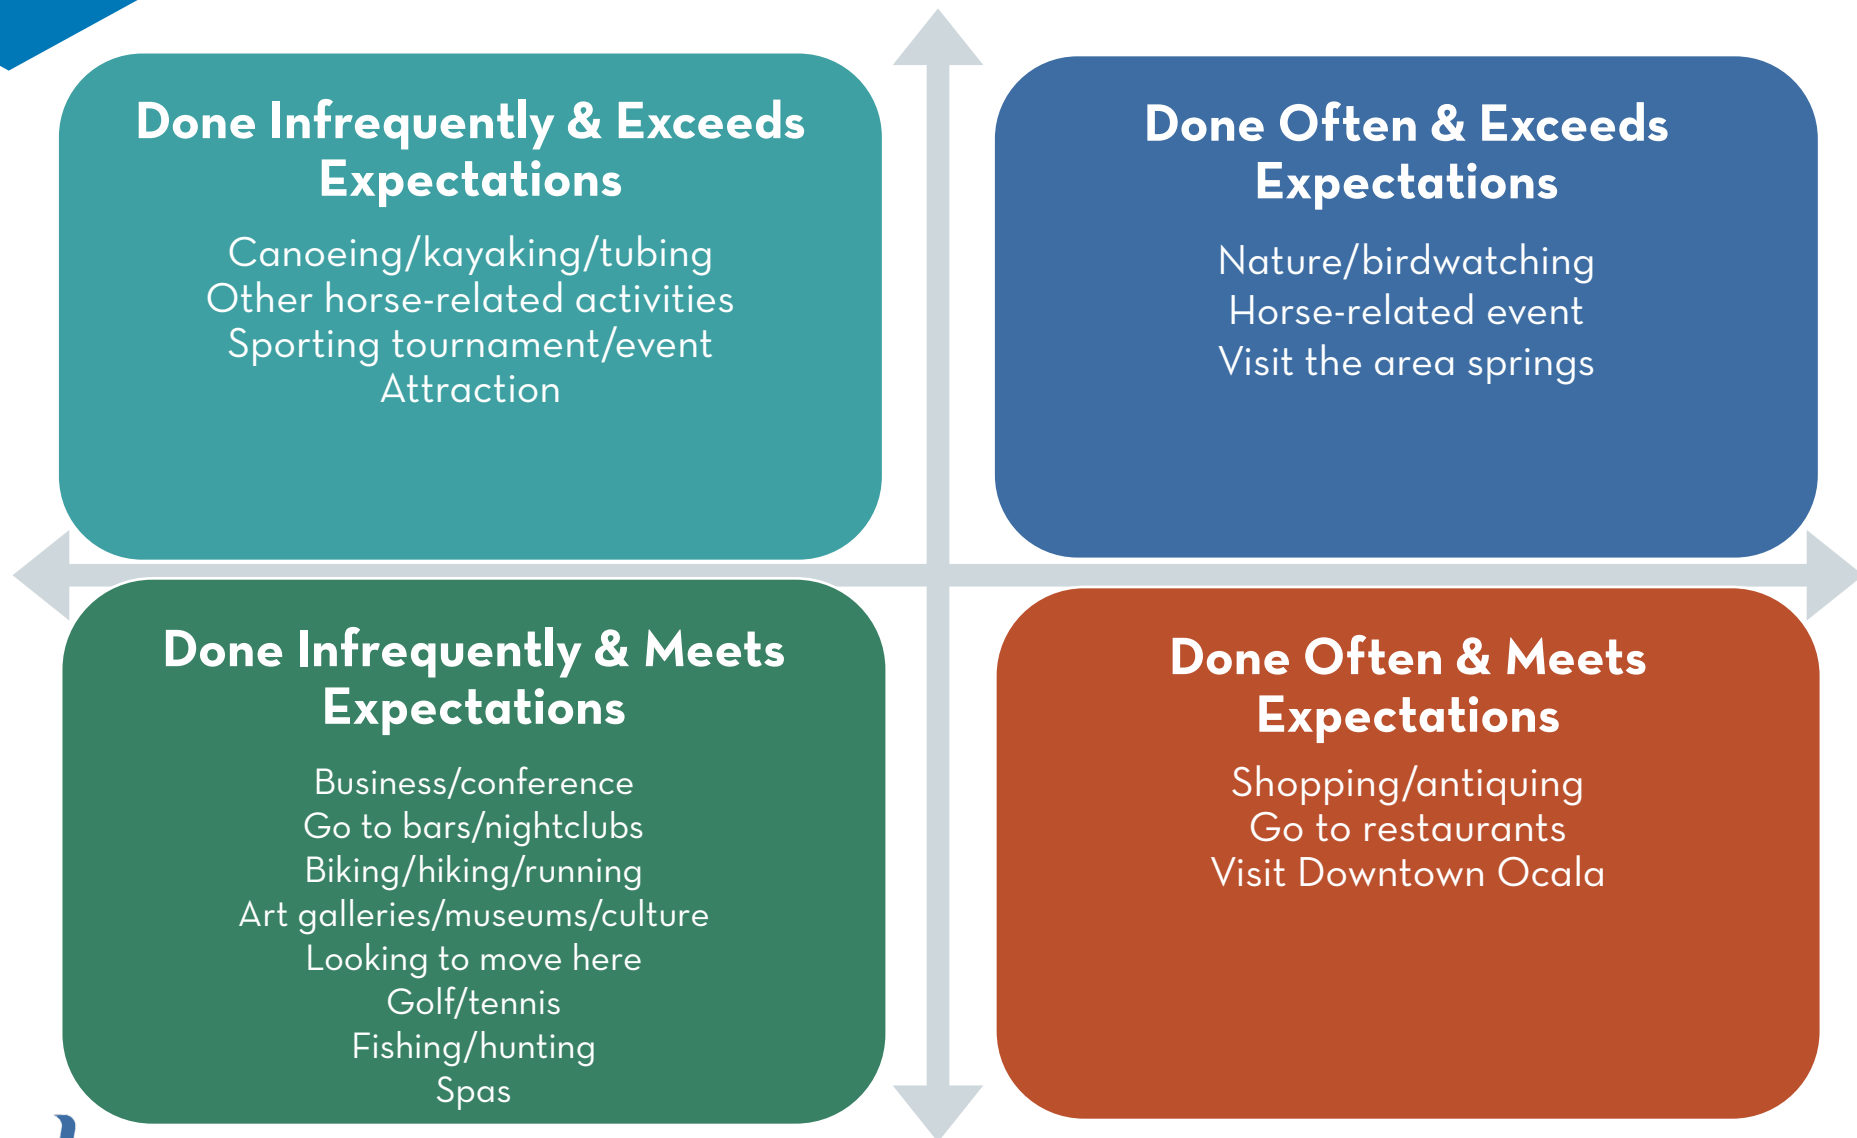 Done Infrequently & Exceeds
Expectations
Canoeing/kayaking/tubing
Other horse-related activities
Sporting tournament/event
Attraction
Done Often & Exceeds
Expectations
Nature/birdwatching
Horse-related event
Visit the area springs
Done Infrequently & Meets
Expectations
Business/conference
Go to bars/nightclubs
Biking/hiking/running
Art galleries/museums/culture
Looking to move here
Golf/tennis
Fishing/hunting
Spas
Done Often & Meets
Expectations
Shopping/antiquing
Go to restaurants
Visit Downtown Ocala